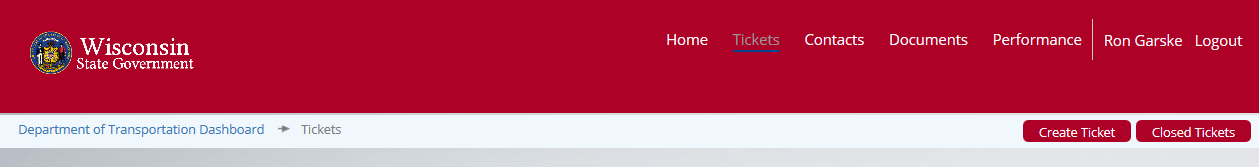 Wisconsin
State Government
Home Tickets Contacts Documents Performance Ron Garske Logout
Department of Transportation Dashboard Tickets
Create Ticket Closed Tickets